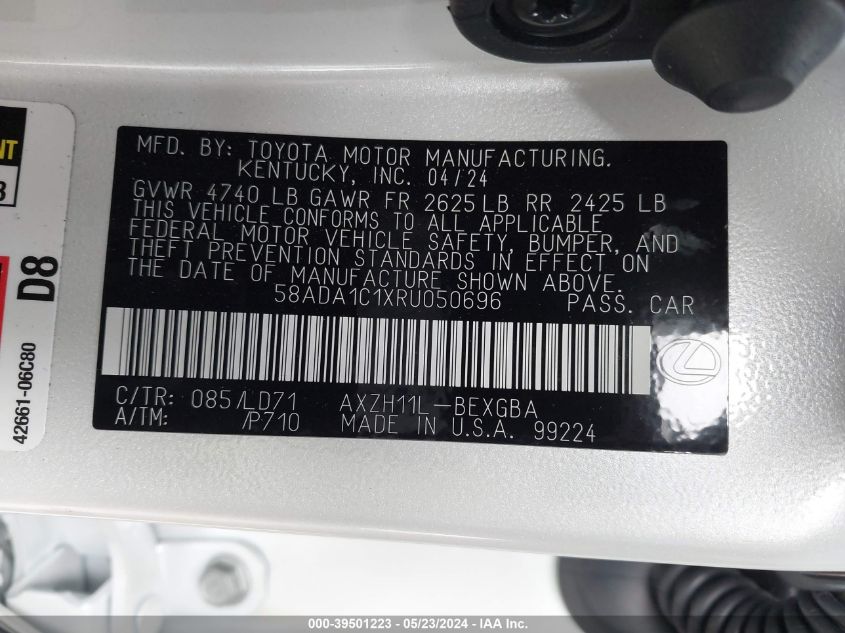 NT
3
D8
42661-06C80
MFD. BY: TOYOTA MOTOR MANUFACTURING.
KENTUCKY, INC. 04/24
GVWR 4740 LB GAWR FR 2625 LB RR 2425 LB
THIS VEHICLE CONFORMS TO ALL APPLICABLE
FEDERAL MOTOR VEHICLE SAFETY, BUMPER, AND
THEFT PREVENTION STANDARDS IN EFFECT ON
THE DATE OF MANUFACTURE SHOWN ABOVE.
58ADA1C1XRU050696 PASS. CAR
C/TR: 085/LD71 AXZH11L-BEXGBA
A/TM: /P710 MADE IN U.S.A. 99224
000-39501223 - 05/23/2024 - IAA Inc.